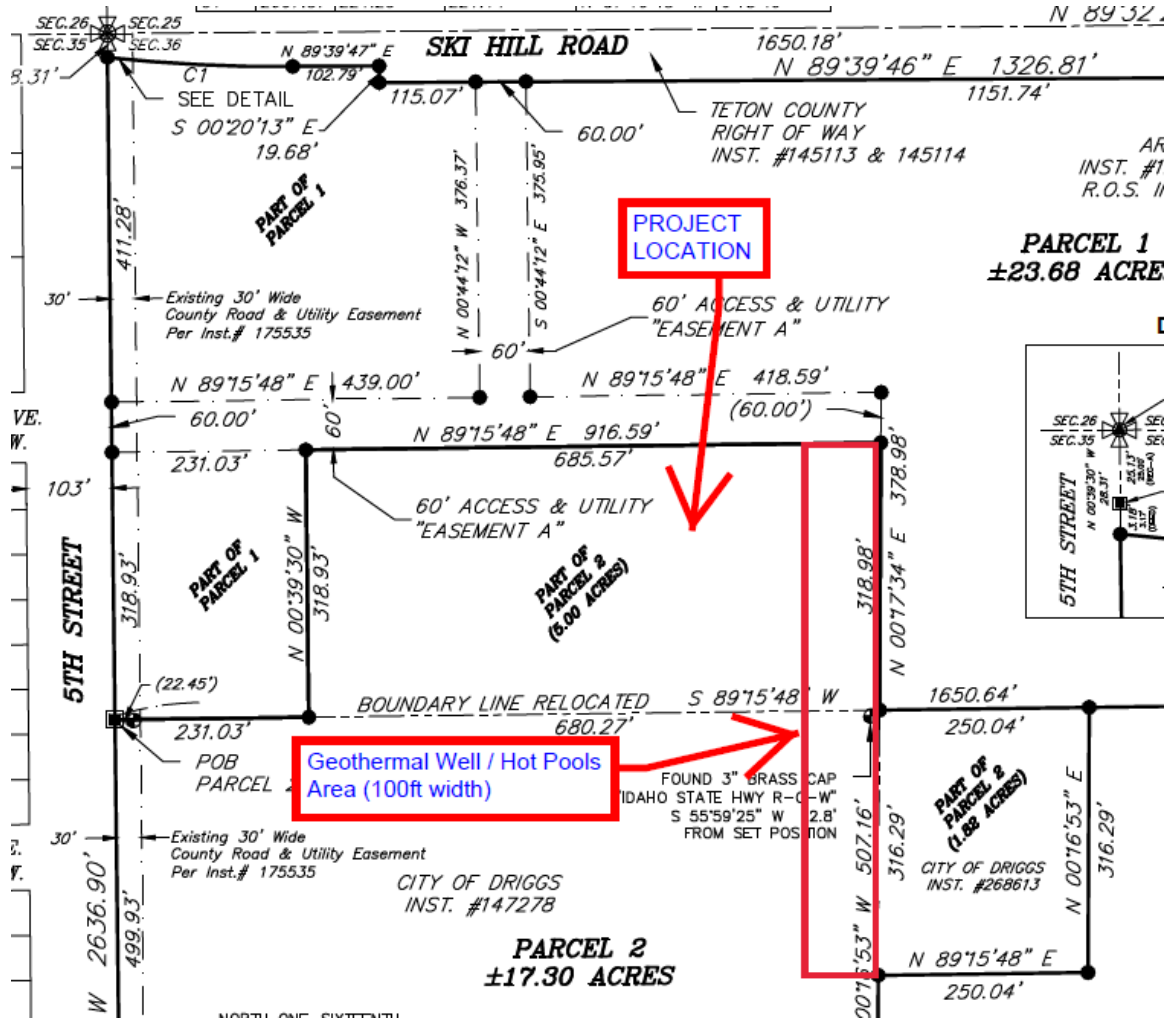 SEC.26
SEC.25
SEC.35
SEC.36
N 89°39'47" E
102.79'
C1
SEE DETAIL
S 00°20'13" E
19.68'
SKI HILL ROAD
1650.18'
N 89°39'46" E 1326.81'
1151.74'
115.07'
60.00'
TETON COUNTY
RIGHT OF WAY
INST. #145113 & 145114
PART OF
PARCEL 1
411.28'
30'
Existing 30' Wide
County Road & Utility Easement
Per Inst.# 175535
N 00°44'12" W 376.37'
S 00°44'12" E 375.95'
PROJECT
LOCATION
PARCEL 1
60' ACCESS & UTILITY
"EASEMENT A"
60'
N 89°15'48" E 439.00'
N 89°15'48" E 418.59'
60.00'
60'
(60.00')
N 89°15'48" E 916.59'
231.03'
685.57'
103'
60' ACCESS & UTILITY
"EASEMENT A"
5TH STREET
318.93'
PART OF
PARCEL 1
N 00°39'30" W
318.93'
PART OF
PARCEL 2
(5.00 ACRES)
318.98'
N 00°17'34" E 378.98'
SEC.26
SEC.35
5TH STREET
N 00°39'30" W
28.31'
(22.45')
231.03'
POB
BOUNDARY LINE RELOCATED S 89°15'48" W
680.27'
1650.64'
250.04'
Geothermal Well / Hot Pools
Area (100ft width)
FOUND 3" BRASS CAP
"IDAHO STATE HWY R-O-W"
S 55°59'25" W 2.8'
FROM SET POSITION
PART OF
PARCEL 2
(1.82 ACRES)
CITY OF DRIGGS
INST. #268613
N 00°16'53" E
316.29'
507.16'
316.29'
30'
Existing 30' Wide
County Road & Utility Easement
Per Inst.# 175535
W 2636.90'
499.93'
CITY OF DRIGGS
INST. #147278
PARCEL 2
±17.30 ACRES
N 89°15'48" E
250.04'